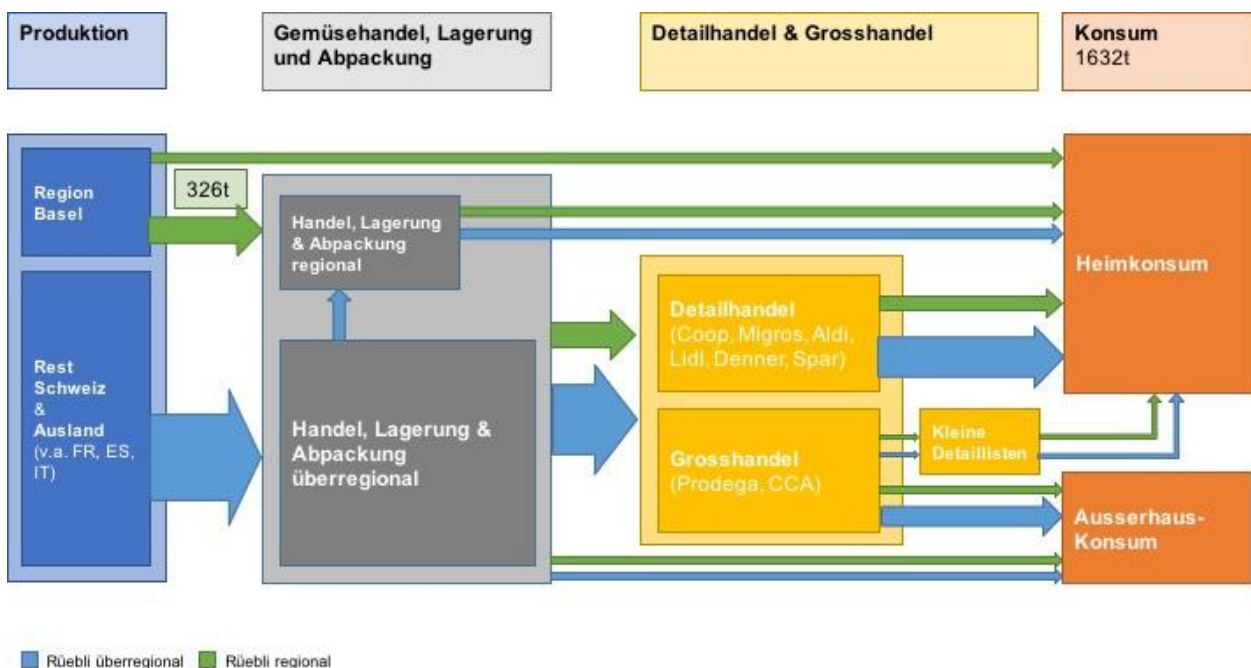 Produktion
Gemüsehandel, Lagerung
und Abpackung
Detailhandel & Grosshandel
Konsum
1632t
Region
Basel
326t
Rest
Schweiz
&
Ausland
(v.a. FR, ES,
IT)
Handel, Lagerung
& Abpackung
regional
Handel, Lagerung &
Abpackung
überregional
Detailhandel
(Coop, Migros, Aldi,
Lidl, Denner, Spar)
Grosshandel
(Prodega, CCA)
Kleine
Detaillisten
Heimkonsum
Ausserhaus-
Konsum
Rüebli überregional
Rüebli regional